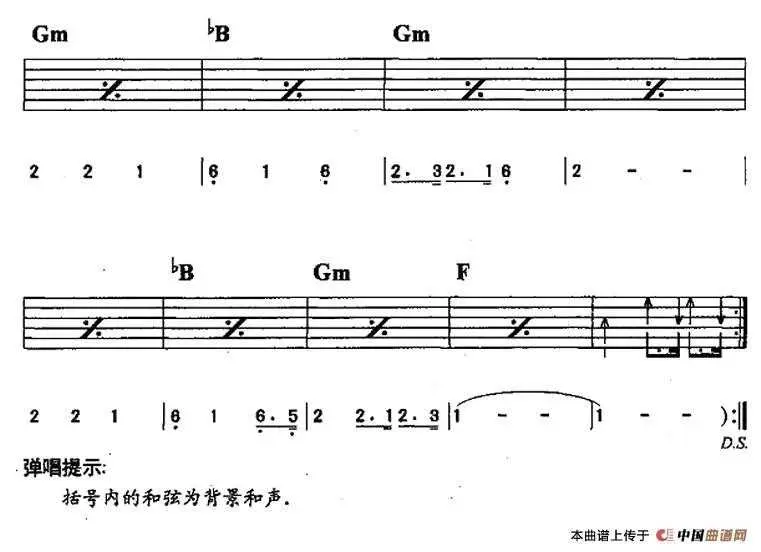 Gm ♭B Gm
2 2 1 | 6̣ 1 6̣ | 2. 3 2. 1 6̣ | 2 - - |
♭B Gm F
2 2 1 | 6̣ 1 6̣. 5̣ | 2 2. 1 2. 3 | 1 - - | 1 - - ):||
D.S.
弹唱提示:
括号内的和弦为背景和声.
本曲谱上传于 中国曲谱网